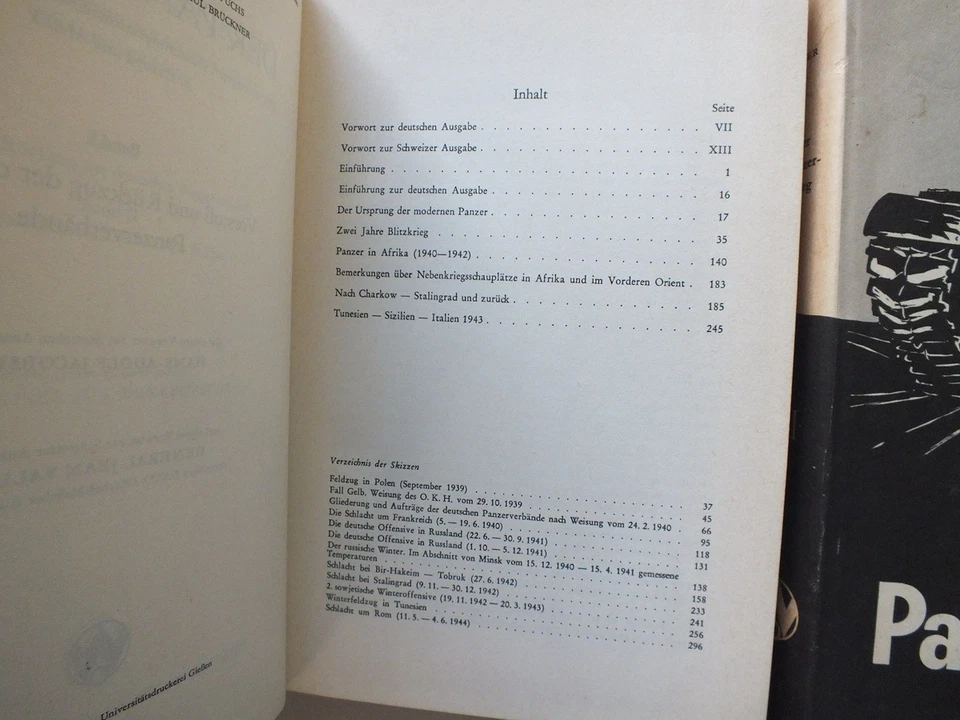 FUCHS
BRÜCKNER
Universitätsdruckerei Gießen
Inhalt
Seite
Vorwort zur deutschen Ausgabe . . . . . . . . . . . . . . . VII
Vorwort zur Schweizer Ausgabe . . . . . . . . . . . . . . . XIII
Einführung . . . . . . . . . . . . . . . 1
Einführung zur deutschen Ausgabe . . . . . . . . . . . . . . . 16
Der Ursprung der modernen Panzer . . . . . . . . . . . . . . . 17
Zwei Jahre Blitzkrieg . . . . . . . . . . . . . . . 35
Panzer in Afrika (1940—1942) . . . . . . . . . . . . . . . 140
Bemerkungen über Nebenkriegsschauplätze in Afrika und im Vorderen Orient . 183
Nach Charkow — Stalingrad und zurück . . . . . . . . . . . . . . . 185
Tunesien — Sizilien — Italien 1943 . . . . . . . . . . . . . . . 245
Verzeichnis der Skizzen
Feldzug in Polen (September 1939) . . . . . . . . . . . . . . . 37
Fall Gelb. Weisung des O. K. H. vom 29. 10. 1939 . . . . . . . . . . . . . . . 45
Gliederung und Aufträge der deutschen Panzerverbände nach Weisung vom 24. 2. 1940 . 66
Die Schlacht um Frankreich (5. — 19. 6. 1940) . . . . . . . . . . . . . . . 95
Die deutsche Offensive in Russland (22. 6. — 30. 9. 1941) . . . . . . . . . . . . . . . 118
Die deutsche Offensive in Russland (1. 10. — 5. 12. 1941) . . . . . . . . . . . . . . . 131
Der russische Winter. Im Abschnitt von Minsk vom 15. 12. 1940 — 15. 4. 1941 gemessene
Temperaturen . . . . . . . . . . . . . . . 138
Schlacht bei Bir-Hakeim — Tobruk (27. 6. 1942) . . . . . . . . . . . . . . . 158
Schlacht bei Stalingrad (9. 11. — 30. 12. 1942) . . . . . . . . . . . . . . . 233
2. sowjetische Winteroffensive (19. 11. 1942 — 20. 3. 1943) . . . . . . . . . . . . . . . 241
Winterfeldzug in Tunesien . . . . . . . . . . . . . . . 256
Schlacht um Rom (11. 5. — 4. 6. 1944) . . . . . . . . . . . . . . . 296
Pa